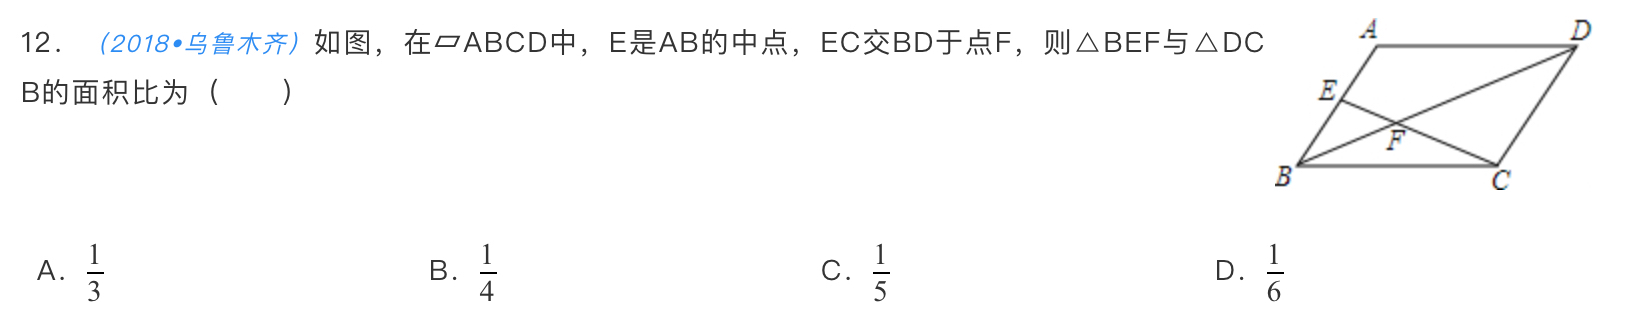 12. (2018•乌鲁木齐)如图，在▱ABCD中，E是AB的中点，EC交BD于点F，则△BEF与△DC
B的面积比为（　　）
A
D
E
F
B
C
A. 1/3 B. 1/4 C. 1/5 D. 1/6